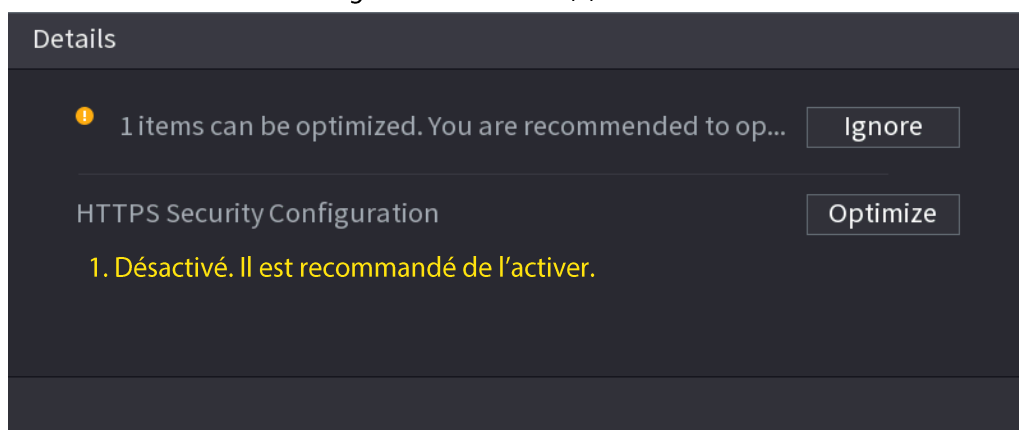 Details
1 items can be optimized. You are recommended to op...
Ignore
HTTPS Security Configuration
Optimize
1. Désactivé. Il est recommandé de l’activer.